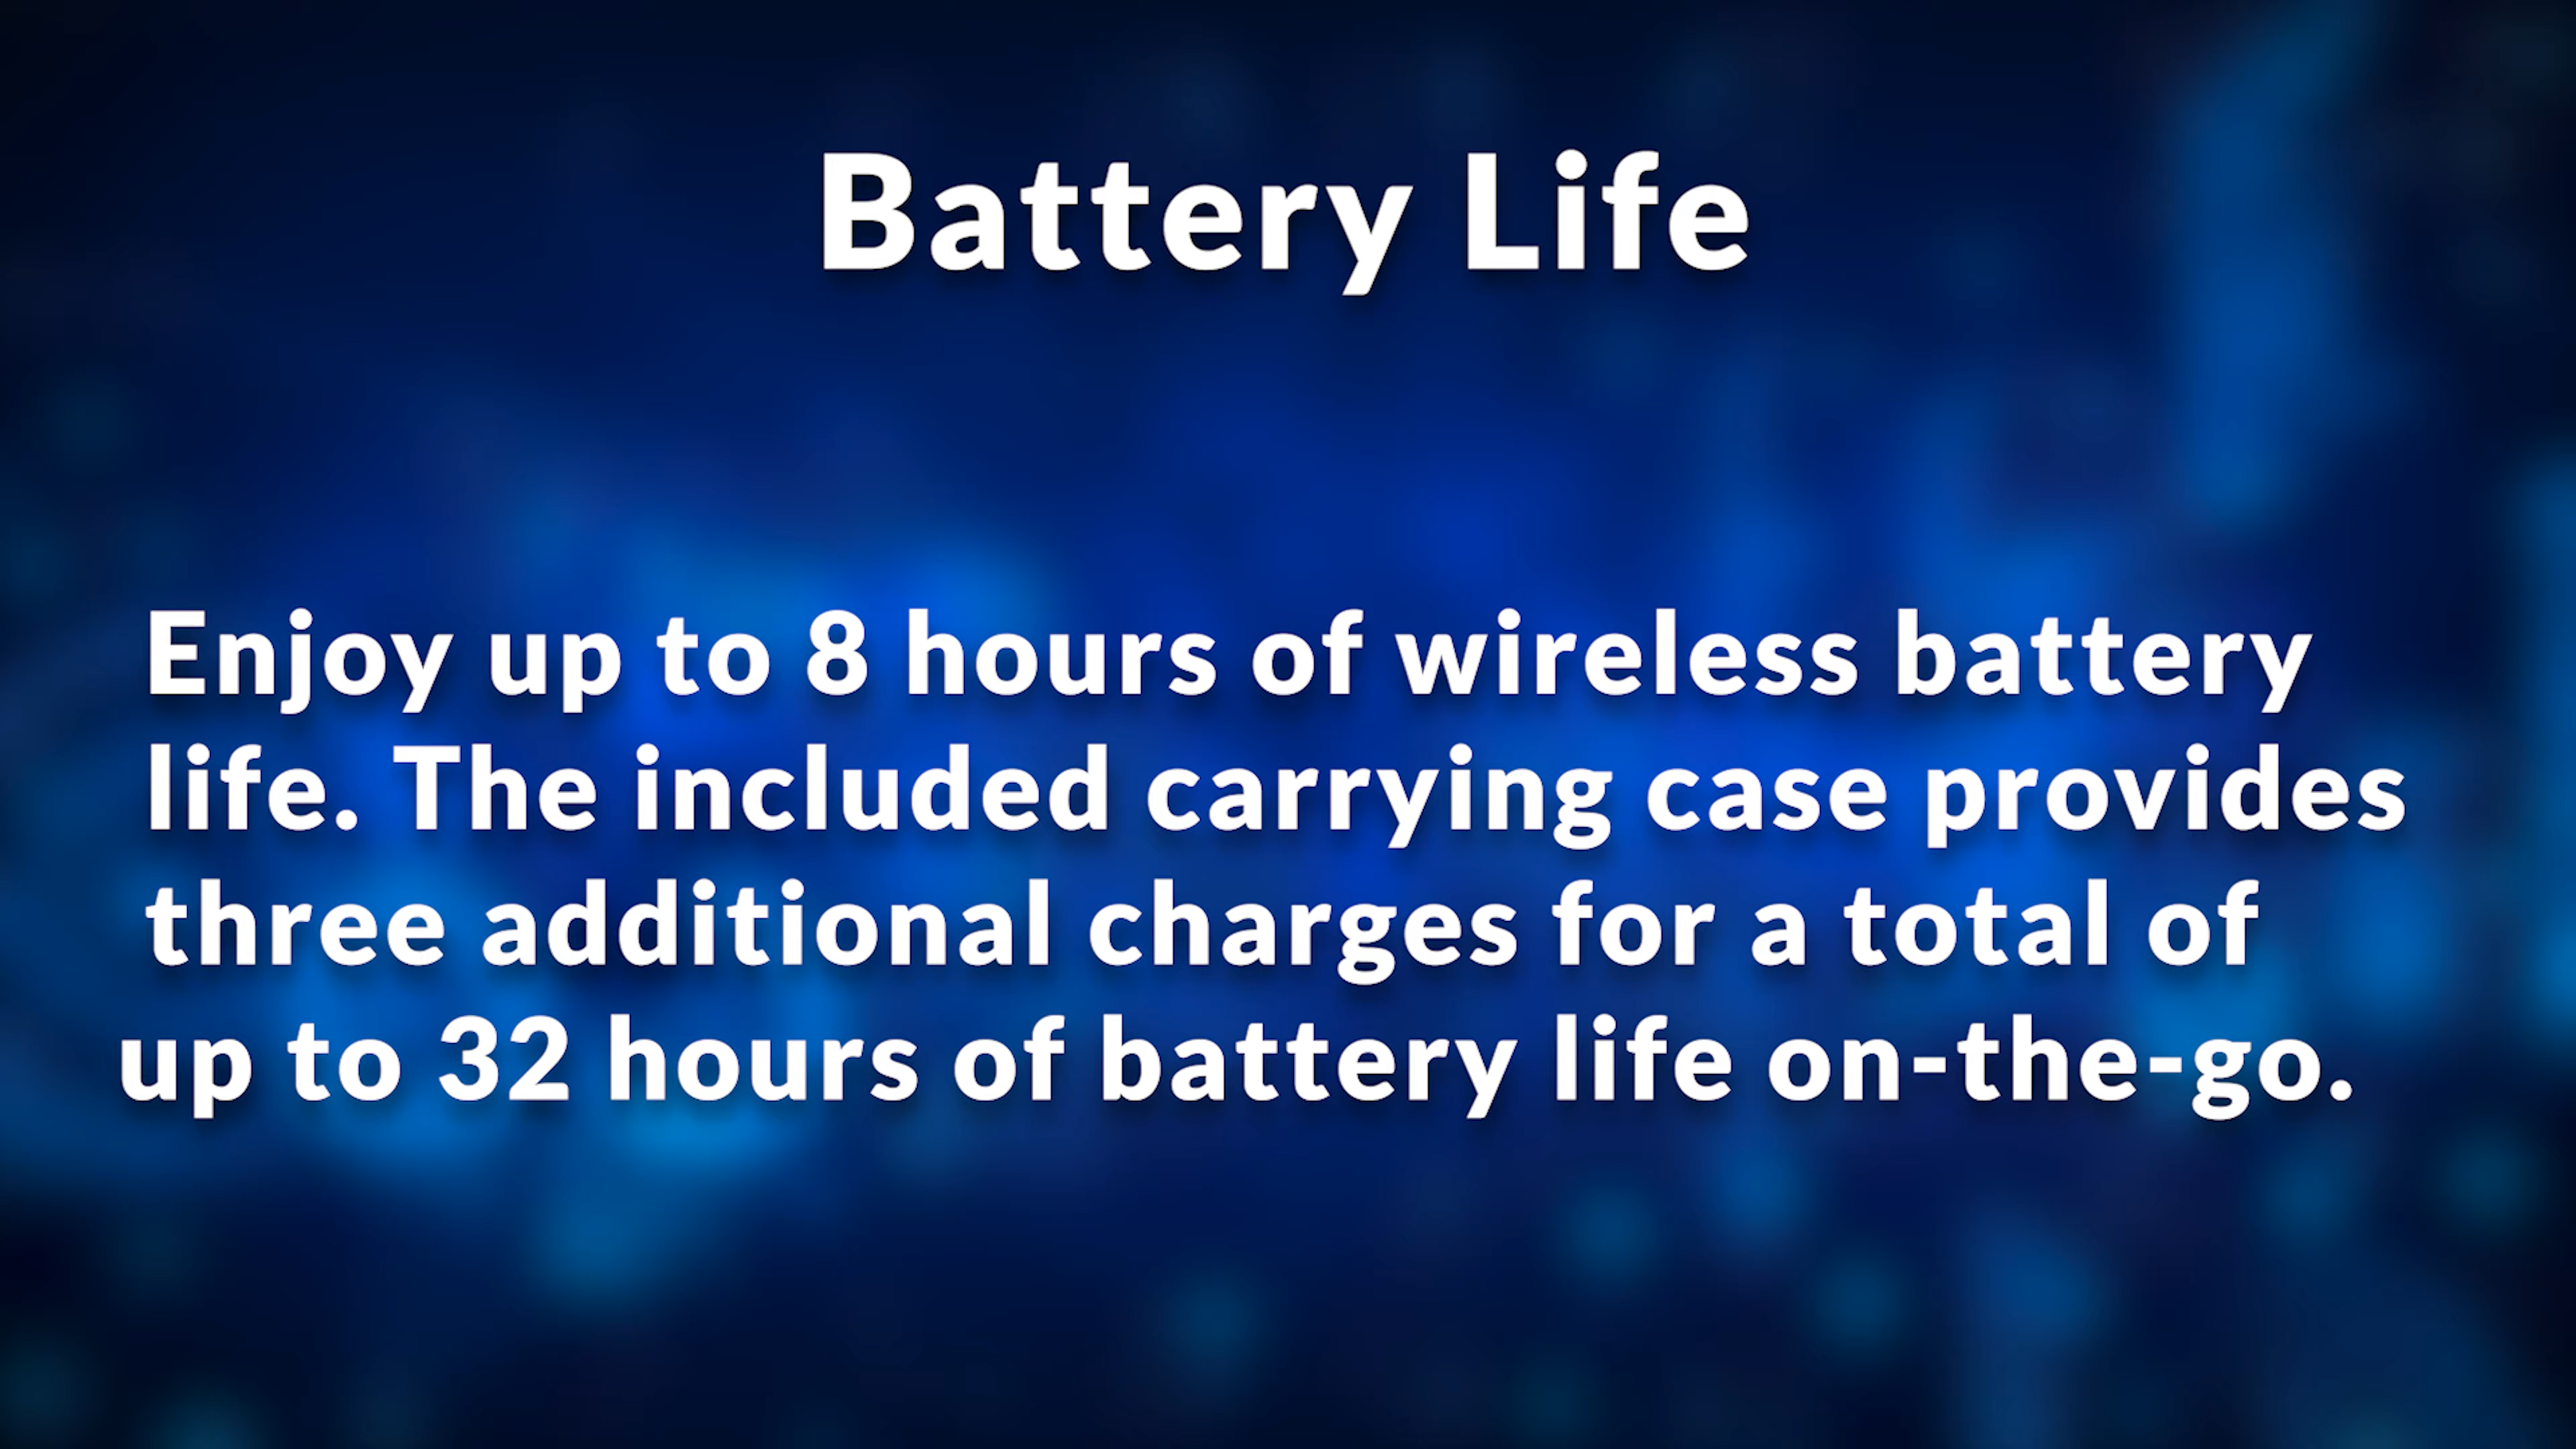 Battery Life
Enjoy up to 8 hours of wireless battery
life. The included carrying case provides
three additional charges for a total of
up to 32 hours of battery life on-the-go.